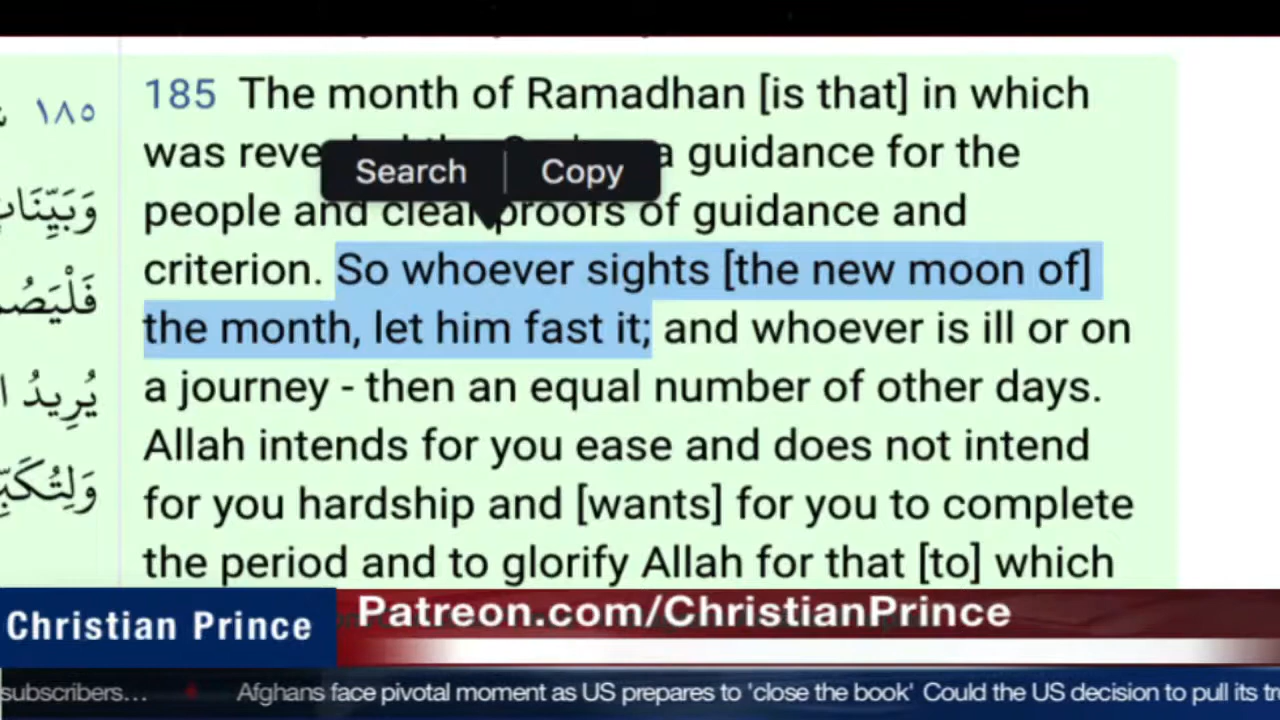 185 The month of Ramadhan [is that] in which
was a guidance for the
Search Copy
people and clear proofs of guidance and
criterion. So whoever sights [the new moon of]
the month, let him fast it; and whoever is ill or on
a journey - then an equal number of other days.
Allah intends for you ease and does not intend
for you hardship and [wants] for you to complete
the period and to glorify Allah for that [to] which
١٨٥
يُرِيدُ
Christian Prince
Patreon.com/ChristianPrince
subscribers... Afghans face pivotal moment as US prepares to 'close the book' Could the US decision to pull its